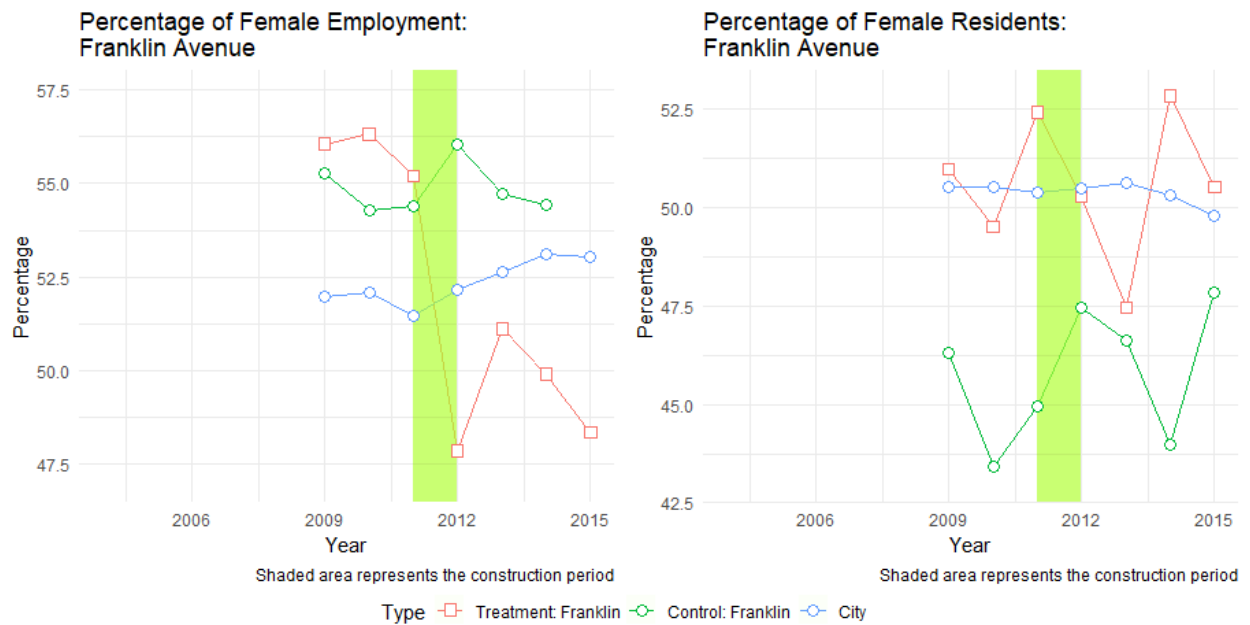 Percentage of Female Employment:
Franklin Avenue
57.5
55.0
52.5
50.0
47.5
Percentage
2006 2009 2012 2015
Year
Shaded area represents the construction period
Percentage of Female Residents:
Franklin Avenue
52.5
50.0
47.5
45.0
42.5
Percentage
2006 2009 2012 2015
Year
Shaded area represents the construction period
Type Treatment: Franklin Control: Franklin City